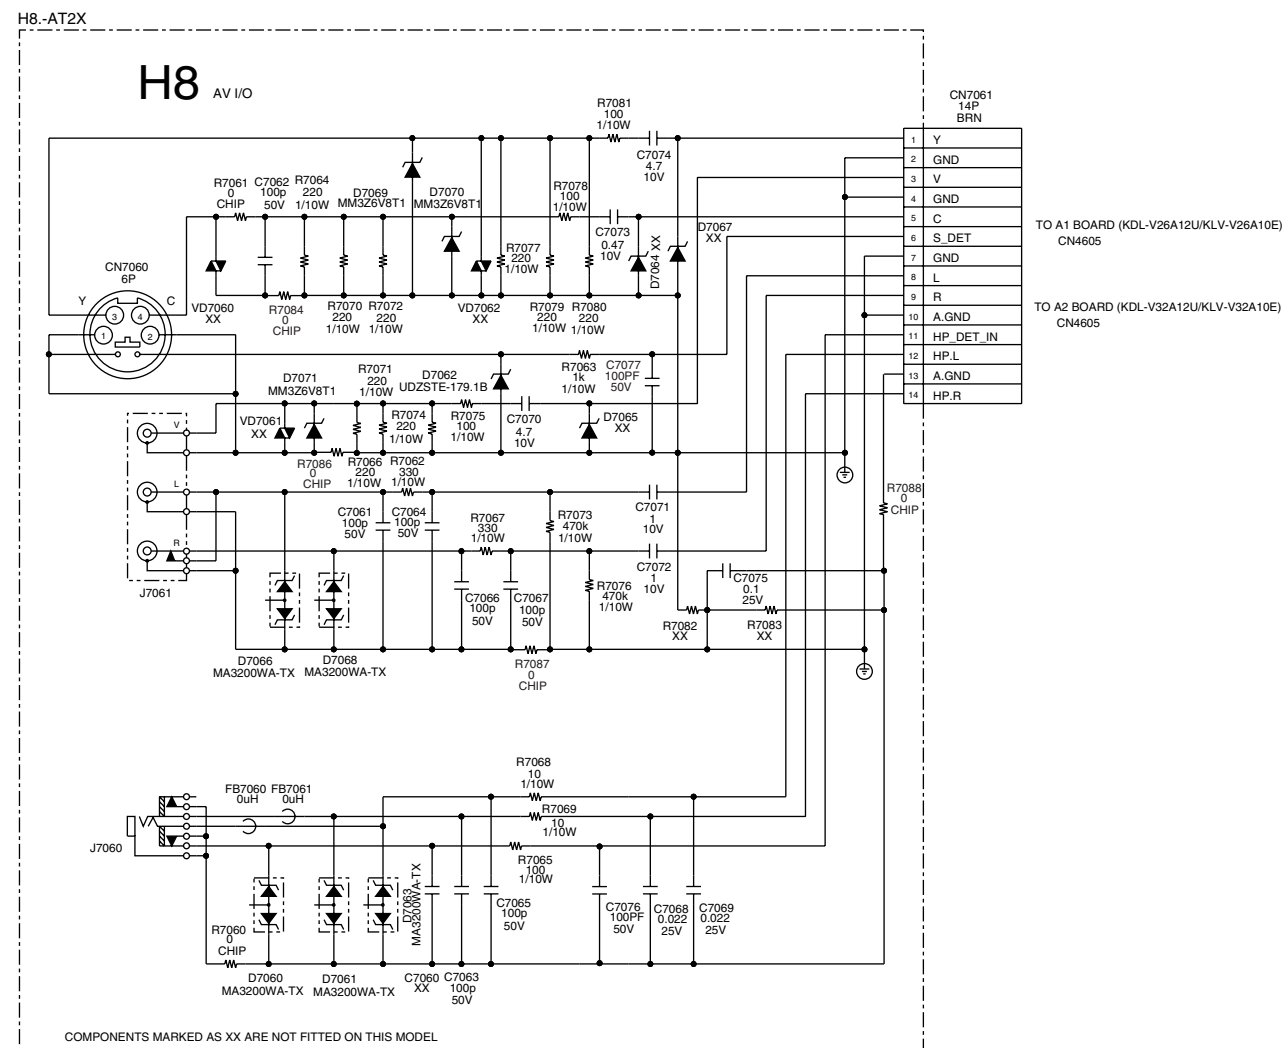 H8.-AT2X
H8 AV I/O
CN7061
14P
BRN
1 Y
2 GND
3 V
4 GND
5 C
6 S_DET
7 GND
8 L
9 R
10 A.GND
11 HP_DET_IN
12 HP.L
13 A.GND
14 HP.R
TO A1 BOARD (KDL-V26A12U/KLV-V26A10E)
CN4605
TO A2 BOARD (KDL-V32A12U/KLV-V32A10E)
CN4605
R7081
100
1/10W
C7074
4.7
10V
R7061
0
CHIP
C7062
100p
50V
R7064
220
1/10W
D7069
MM3Z6V8T1
D7070
MM3Z6V8T1
R7078
100
1/10W
C7073
0.47
10V
D7064 XX
D7067
XX
R7077
220
1/10W
CN7060
6P
Y
C
3
4
1
2
VD7060
XX
R7084
0
CHIP
R7070
220
1/10W
R7072
220
1/10W
VD7062
XX
R7079
220
1/10W
R7080
220
1/10W
D7071
MM3Z6V8T1
R7071
220
1/10W
D7062
UDZSTE-179.1B
R7063
1k
1/10W
C7077
100PF
50V
VD7061
XX
R7074
220
1/10W
R7075
100
1/10W
C7070
4.7
10V
D7065
XX
V
R7086
0
CHIP
R7066
220
1/10W
R7062
330
1/10W
L
C7061
100p
50V
C7064
100p
50V
R7067
330
1/10W
R7073
470k
1/10W
C7071
1
10V
R7088
0
CHIP
R
J7061
C7066
100p
50V
C7067
100p
50V
R7076
470k
1/10W
C7072
1
10V
C7075
0.1
25V
R7082
XX
R7083
XX
D7066
MA3200WA-TX
D7068
MA3200WA-TX
R7087
0
CHIP
R7068
10
1/10W
FB7060
0uH
FB7061
0uH
R7069
10
1/10W
J7060
R7065
100
1/10W
D7063
MA3200WA-TX
C7065
100p
50V
C7076
100PF
50V
C7068
0.022
25V
C7069
0.022
25V
R7060
0
CHIP
D7060
MA3200WA-TX
D7061
MA3200WA-TX
C7060
XX
C7063
100p
50V
COMPONENTS MARKED AS XX ARE NOT FITTED ON THIS MODEL